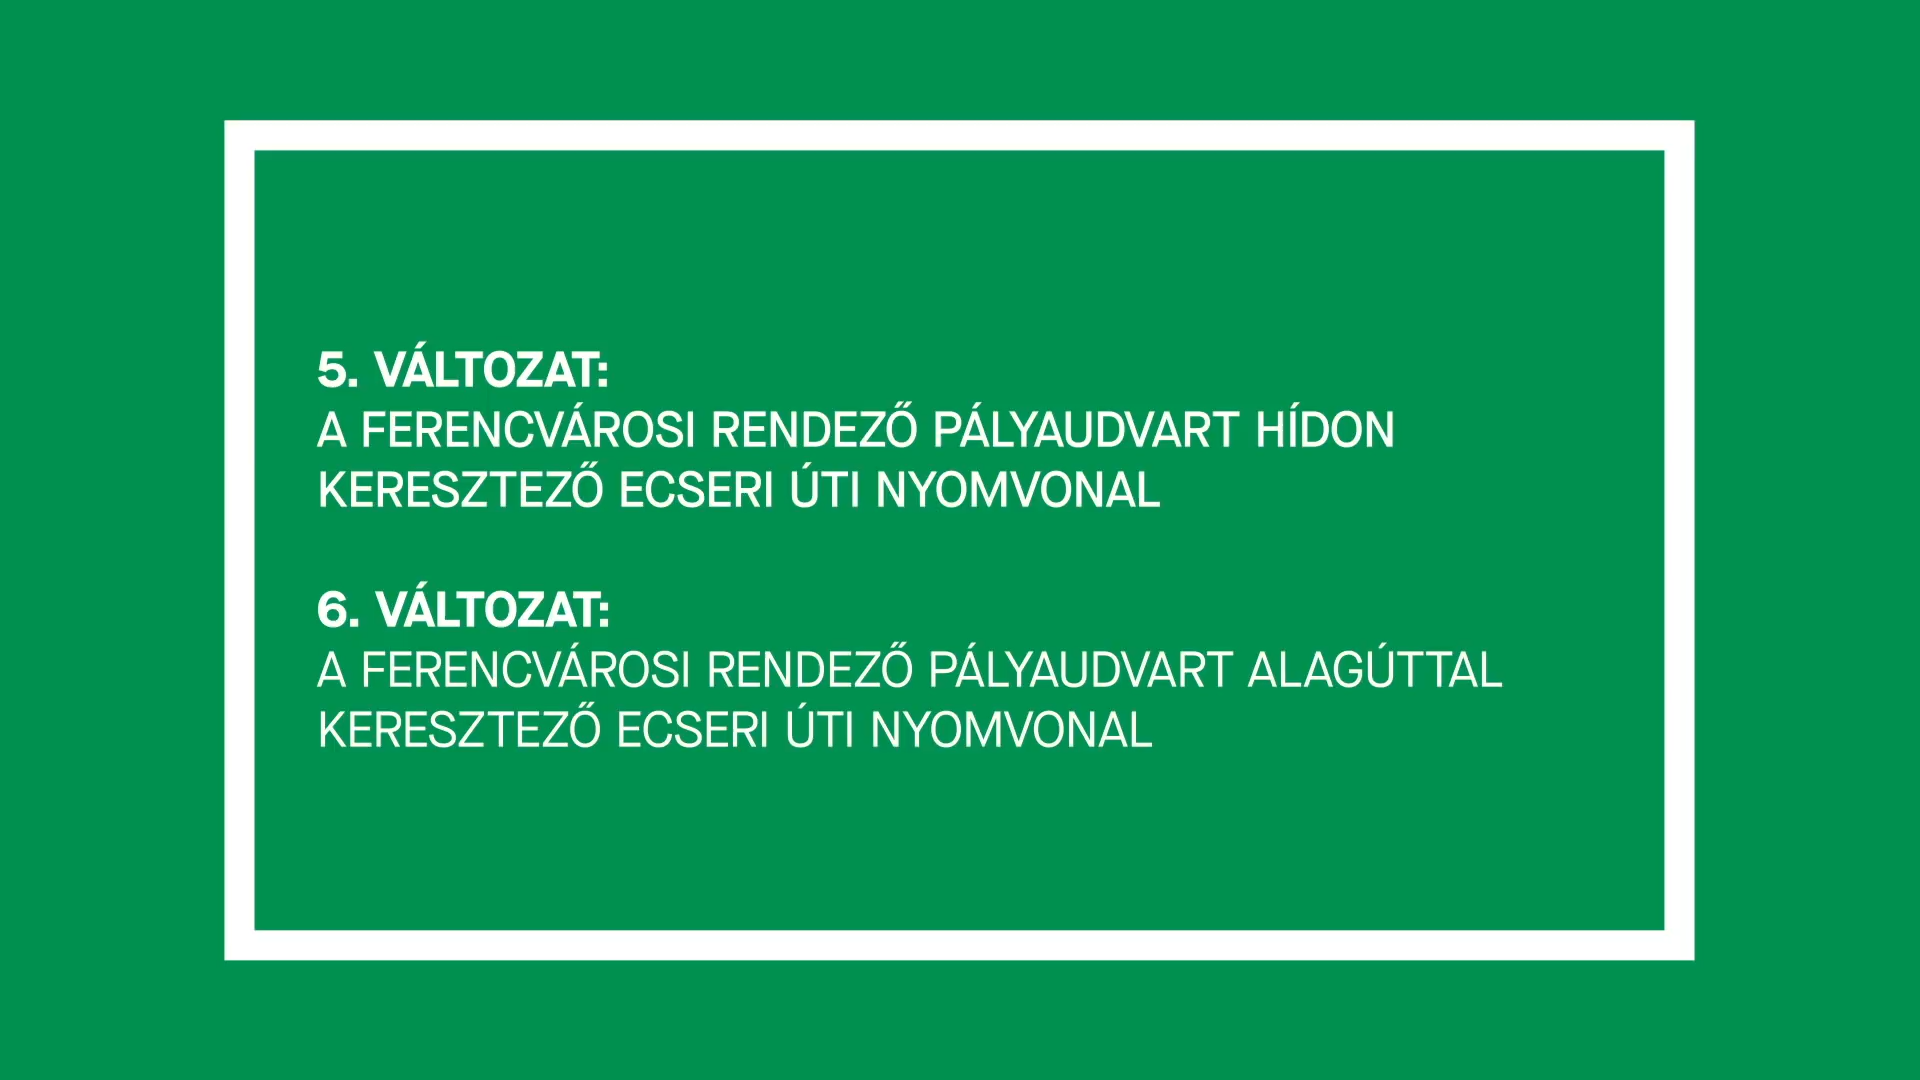 5. VÁLTOZAT:
A FERENCVÁROSI RENDEZŐ PÁLYAUDVART HÍDON
KERESZTEZŐ ECSERI ÚTI NYOMVONAL
6. VÁLTOZAT:
A FERENCVÁROSI RENDEZŐ PÁLYAUDVART ALAGÚTTAL
KERESZTEZŐ ECSERI ÚTI NYOMVONAL